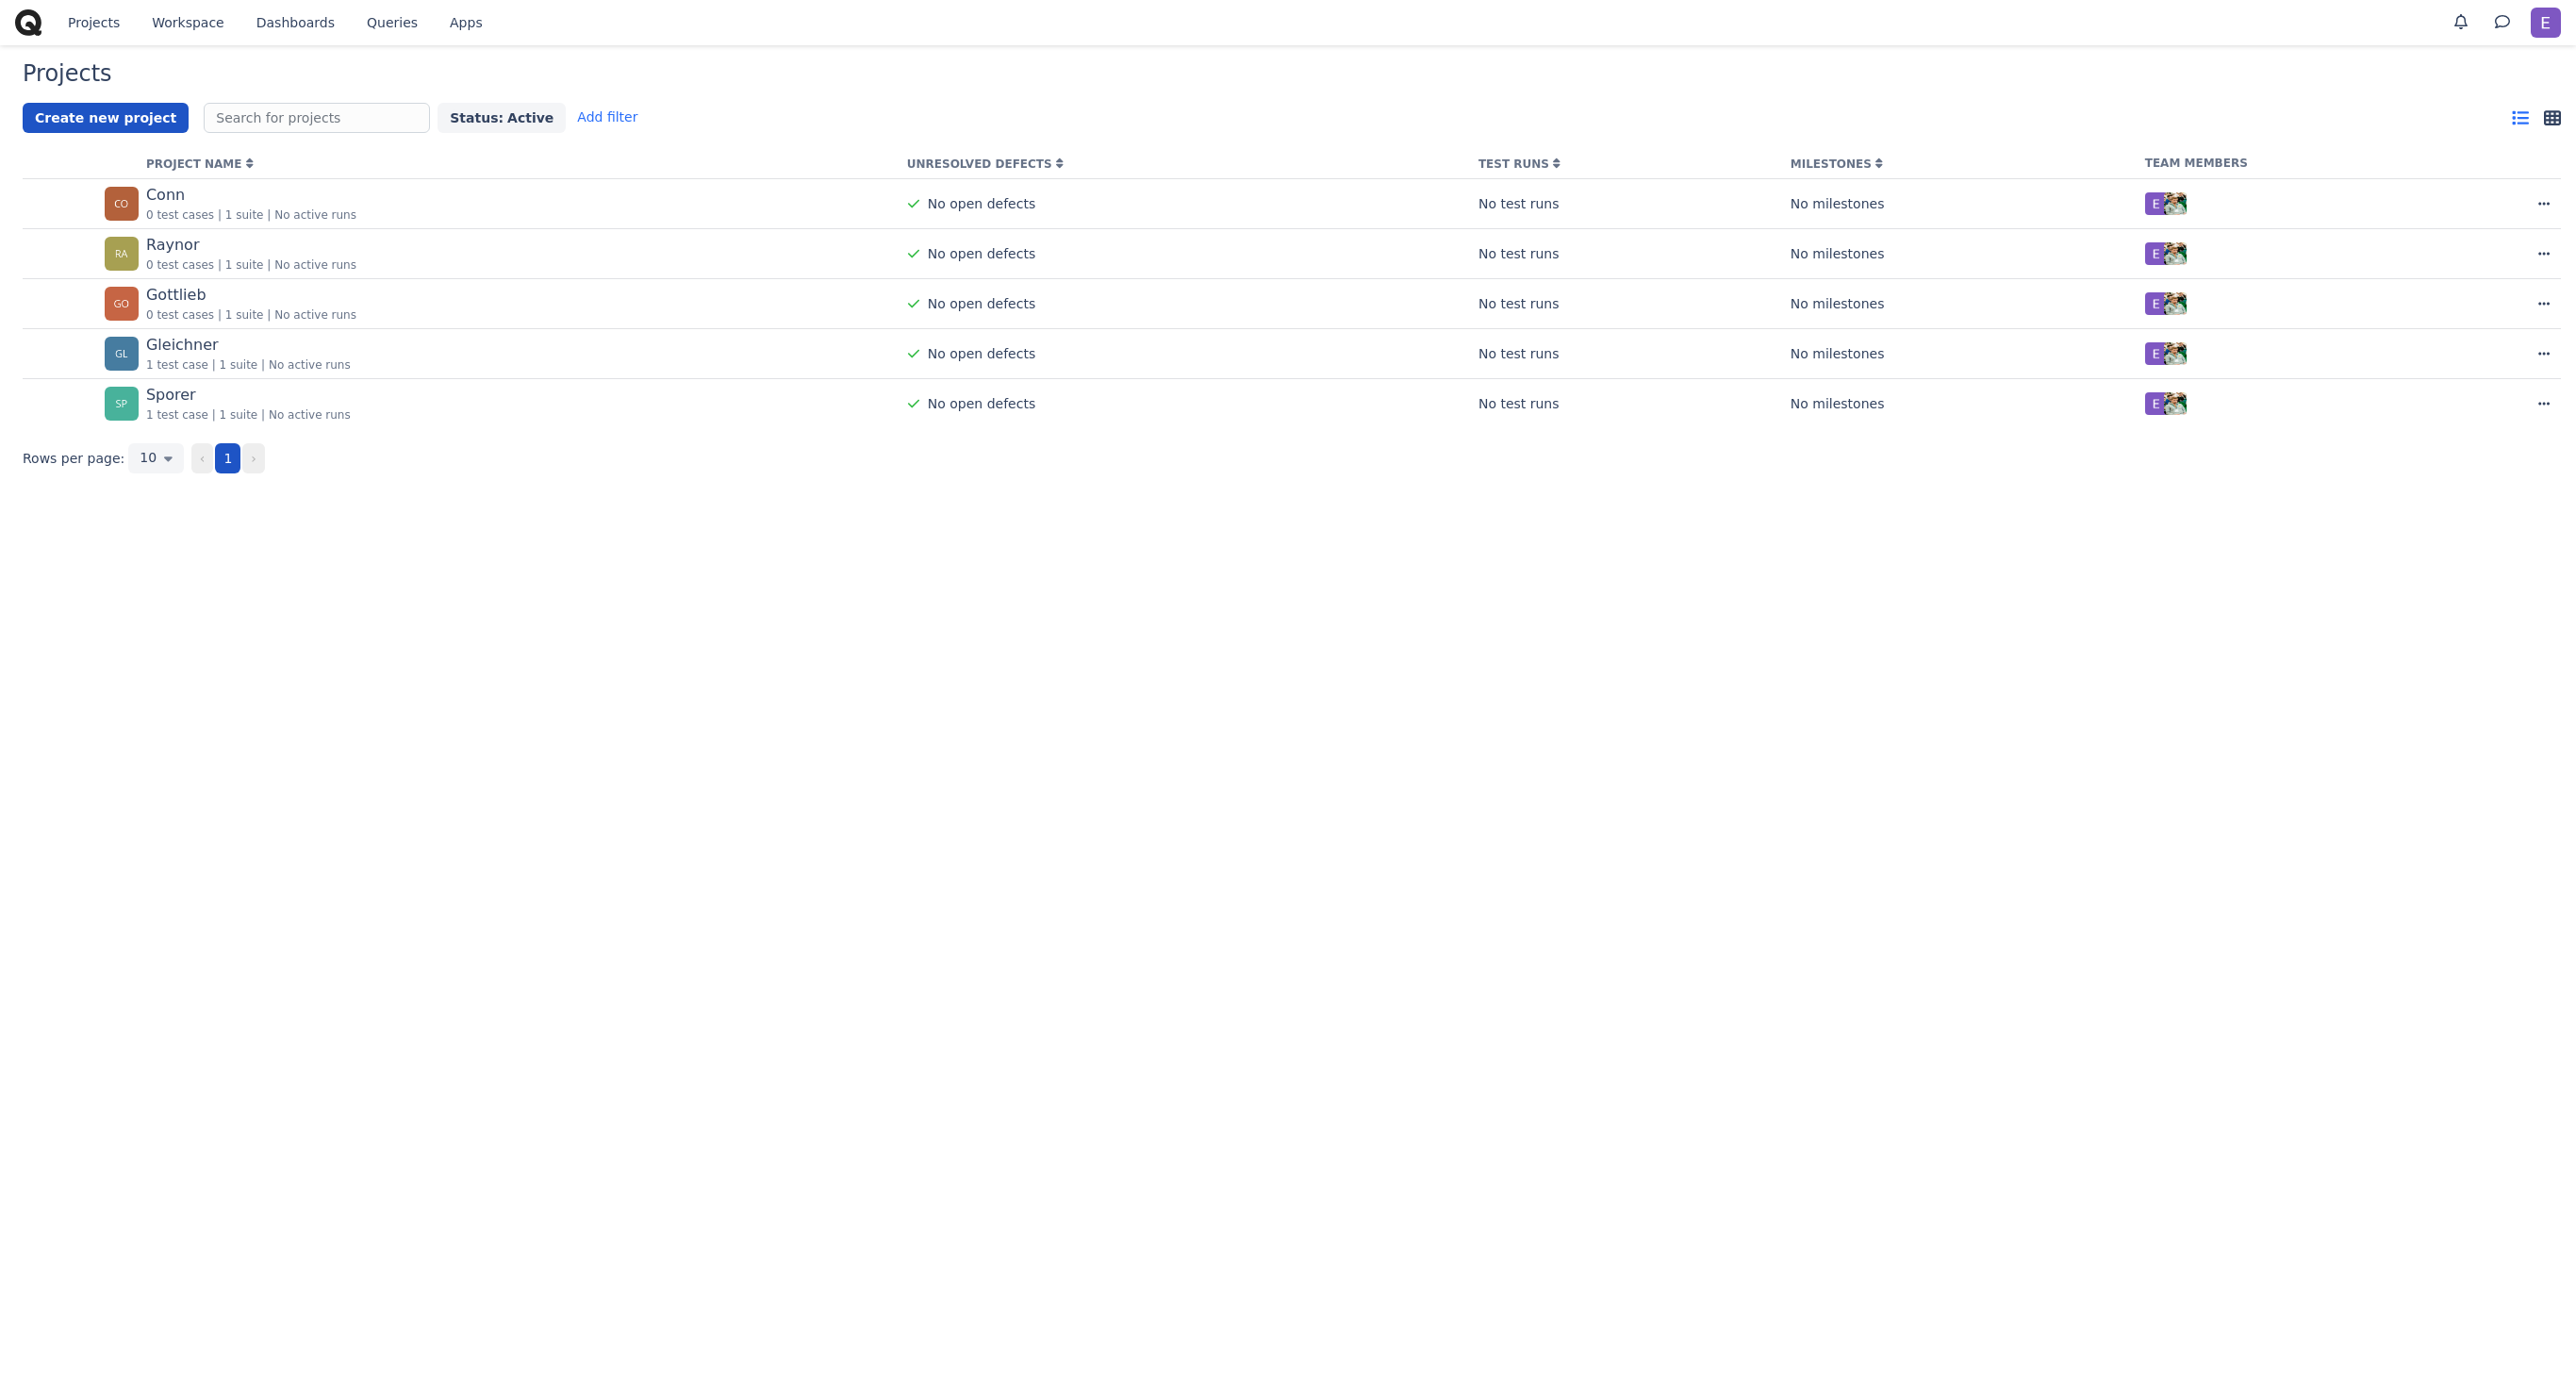 Projects Workspace Dashboards Queries Apps E
Projects
Create new project Search for projects Status: Active Add filter
PROJECT NAME UNRESOLVED DEFECTS TEST RUNS MILESTONES TEAM MEMBERS
CO Conn No open defects No test runs No milestones E
0 test cases | 1 suite | No active runs
RA Raynor No open defects No test runs No milestones E
0 test cases | 1 suite | No active runs
GO Gottlieb No open defects No test runs No milestones E
0 test cases | 1 suite | No active runs
GL Gleichner No open defects No test runs No milestones E
1 test case | 1 suite | No active runs
SP Sporer No open defects No test runs No milestones E
1 test case | 1 suite | No active runs
Rows per page: 10 ‹ 1 ›